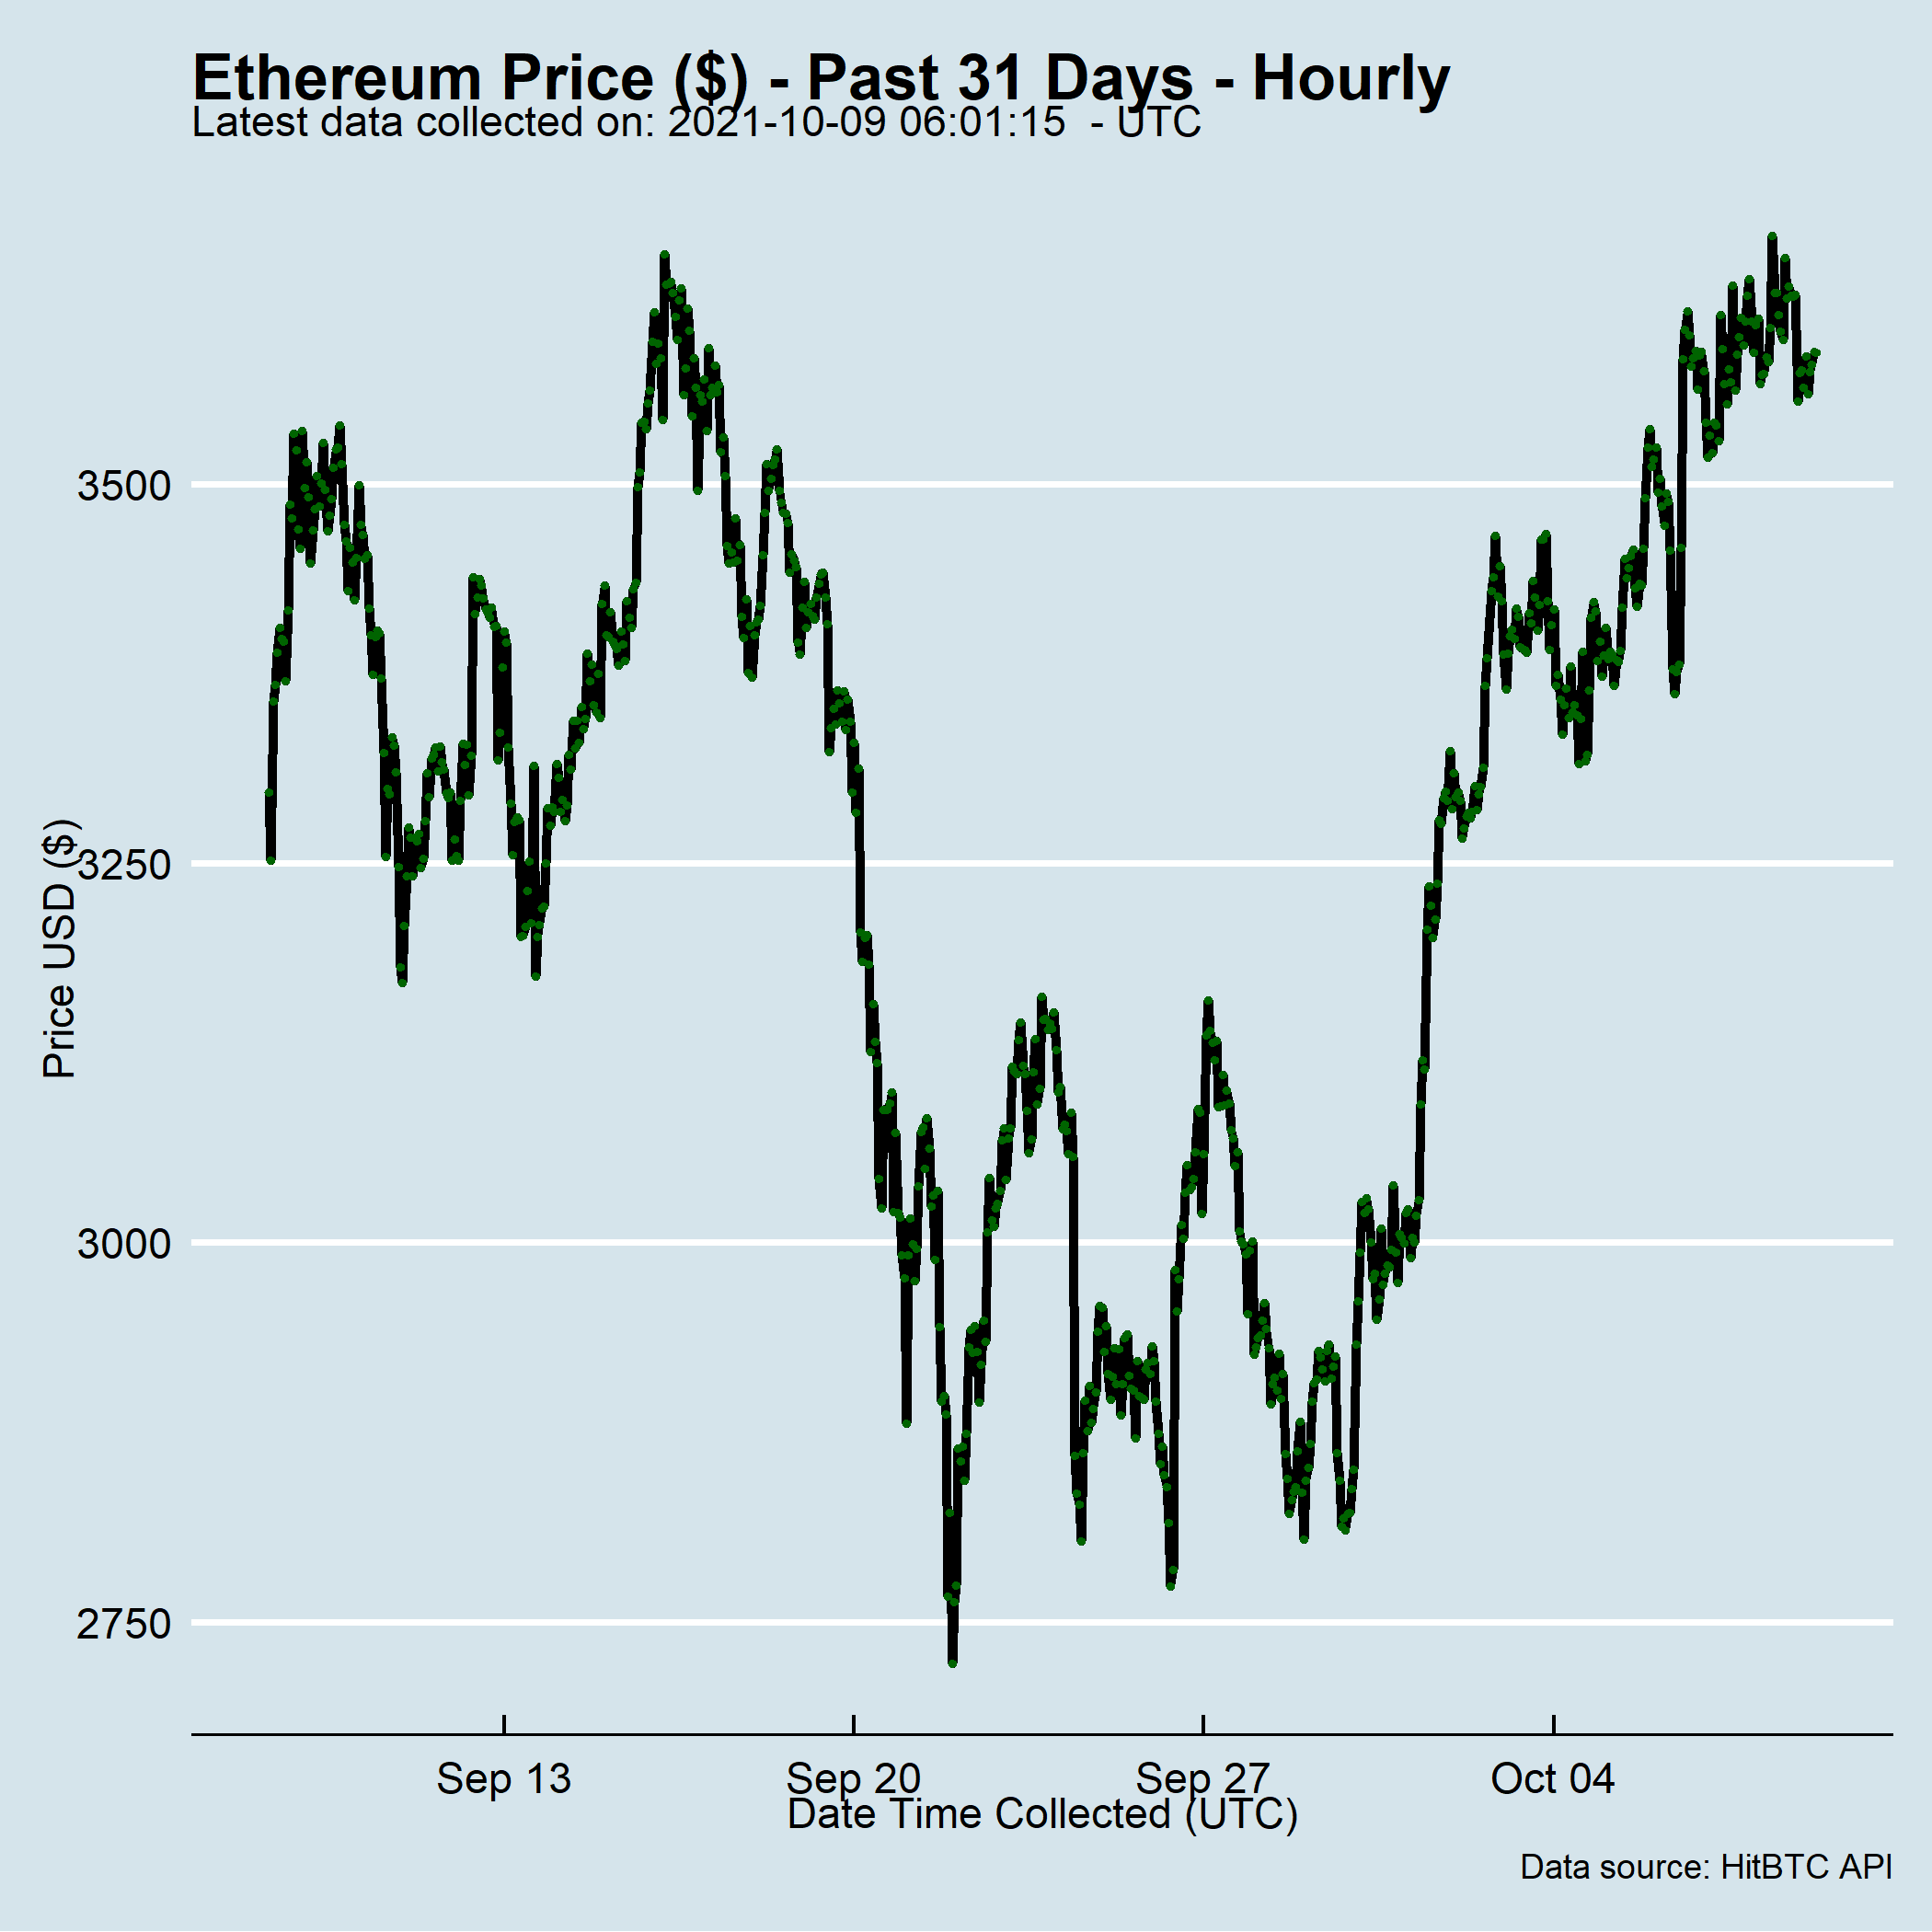 Ethereum Price ($) - Past 31 Days - Hourly
Latest data collected on: 2021-10-09 06:01:15  - UTC
Price USD ($)
3500
3250
3000
2750
Sep 13
Sep 20
Sep 27
Oct 04
Date Time Collected (UTC)
Data source: HitBTC API